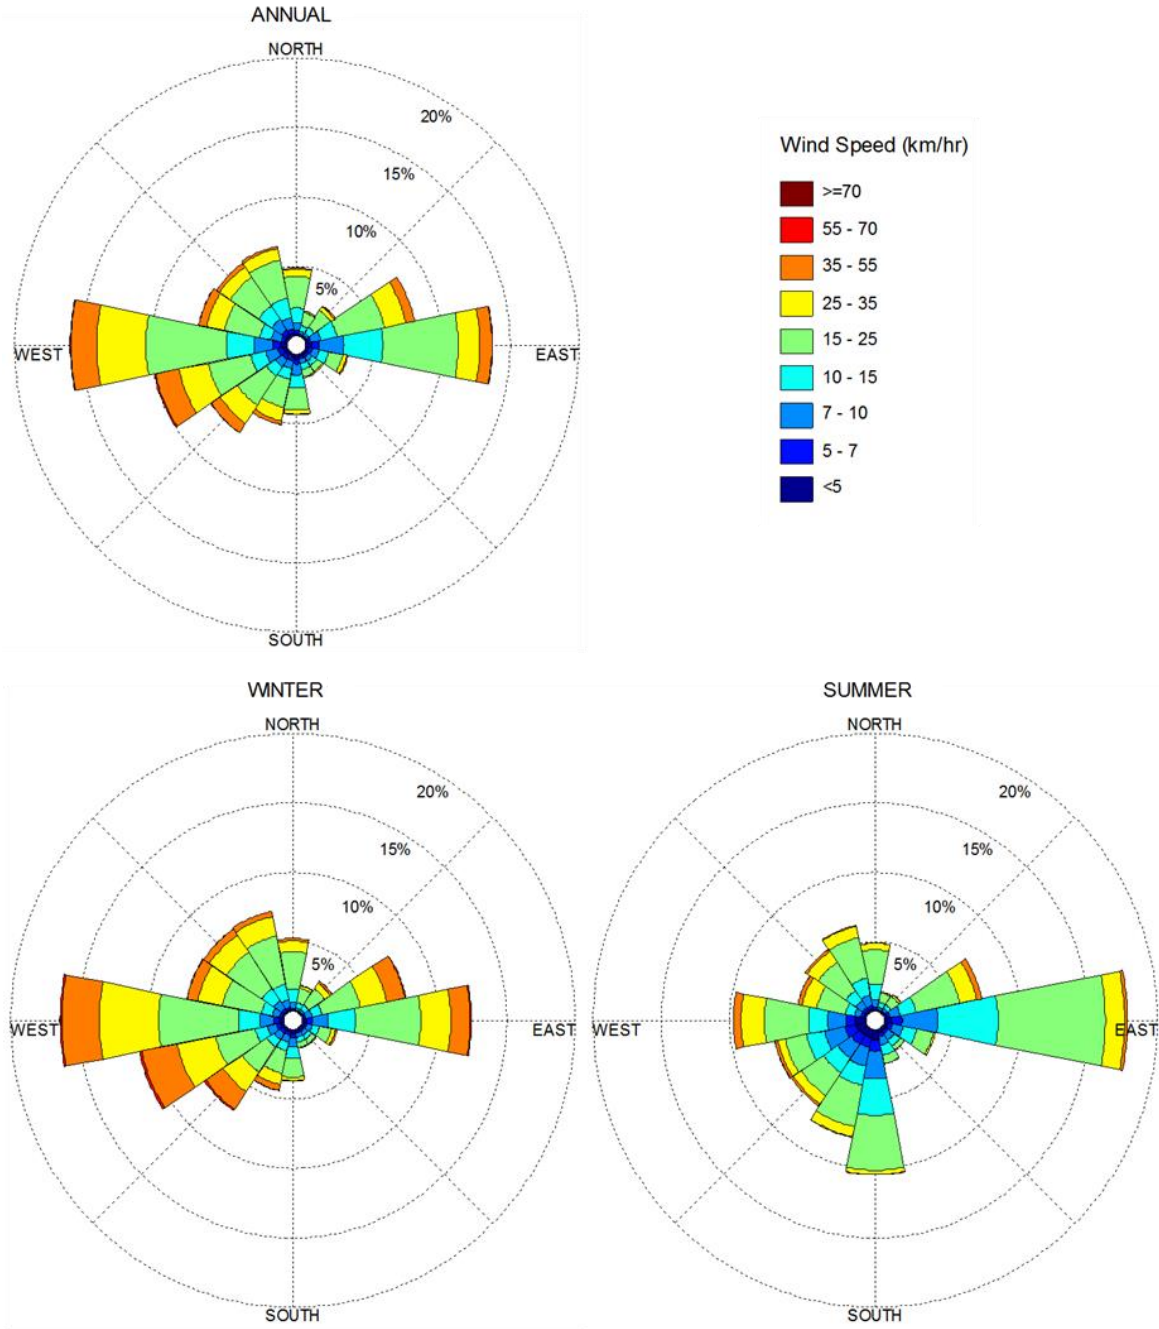 ANNUAL
NORTH
20%
15%
10%
5%
WEST
EAST
SOUTH
Wind Speed (km/hr)
>=70
55 - 70
35 - 55
25 - 35
15 - 25
10 - 15
7 - 10
5 - 7
<5
WINTER
NORTH
20%
15%
10%
5%
WEST
EAST
SOUTH
SUMMER
NORTH
20%
15%
10%
5%
WEST
EAST
SOUTH